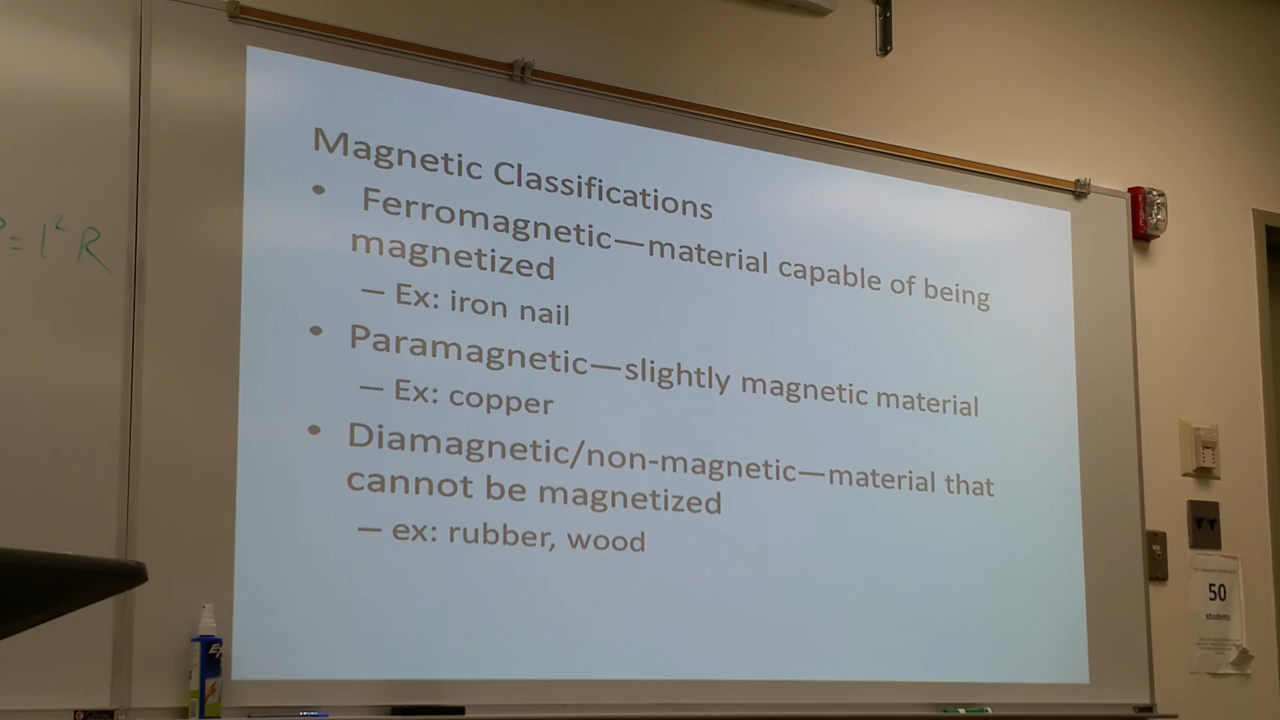 Magnetic Classifications
• Ferromagnetic—material capable of being
magnetized
– Ex: iron nail
• Paramagnetic—slightly magnetic material
– Ex: copper
• Diamagnetic/non-magnetic—material that
cannot be magnetized
– ex: rubber, wood
= I² R
50
students